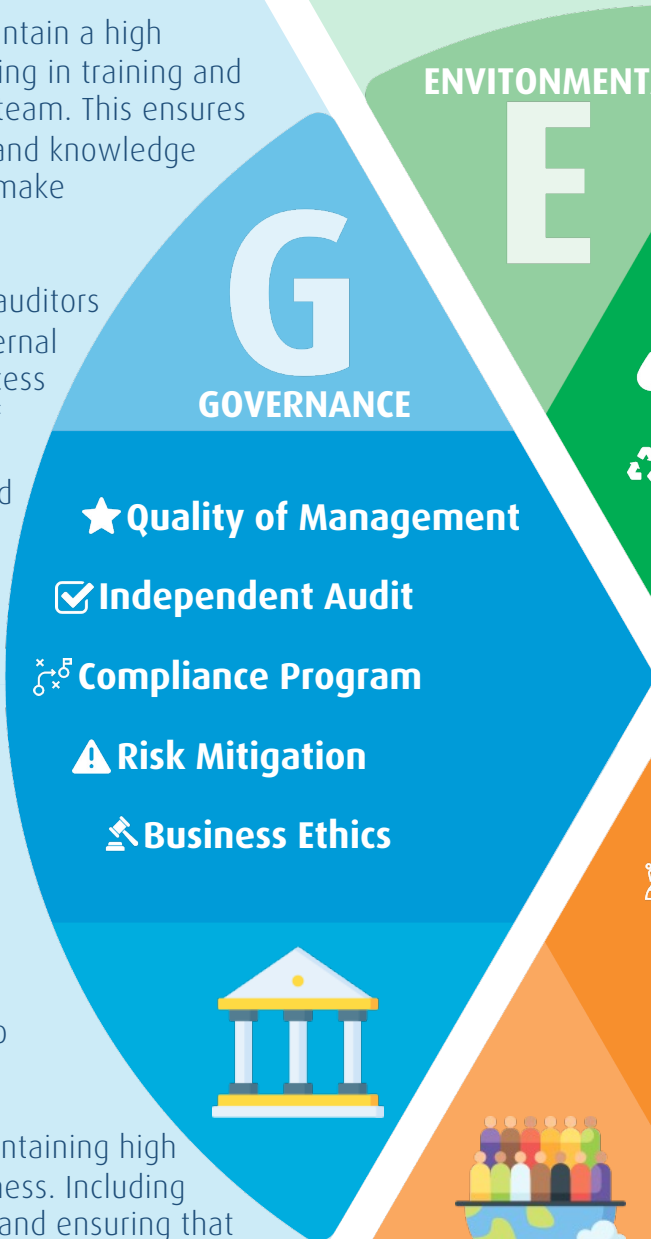 ntain a high
ing in training and
team. This ensures
and knowledge
make
auditors
ernal
cess
d
o
ntaining high
ness. Including
and ensuring that
G
GOVERNANCE
Quality of Management
Independent Audit
Compliance Program
Risk Mitigation
Business Ethics
ENVITONMENT
E